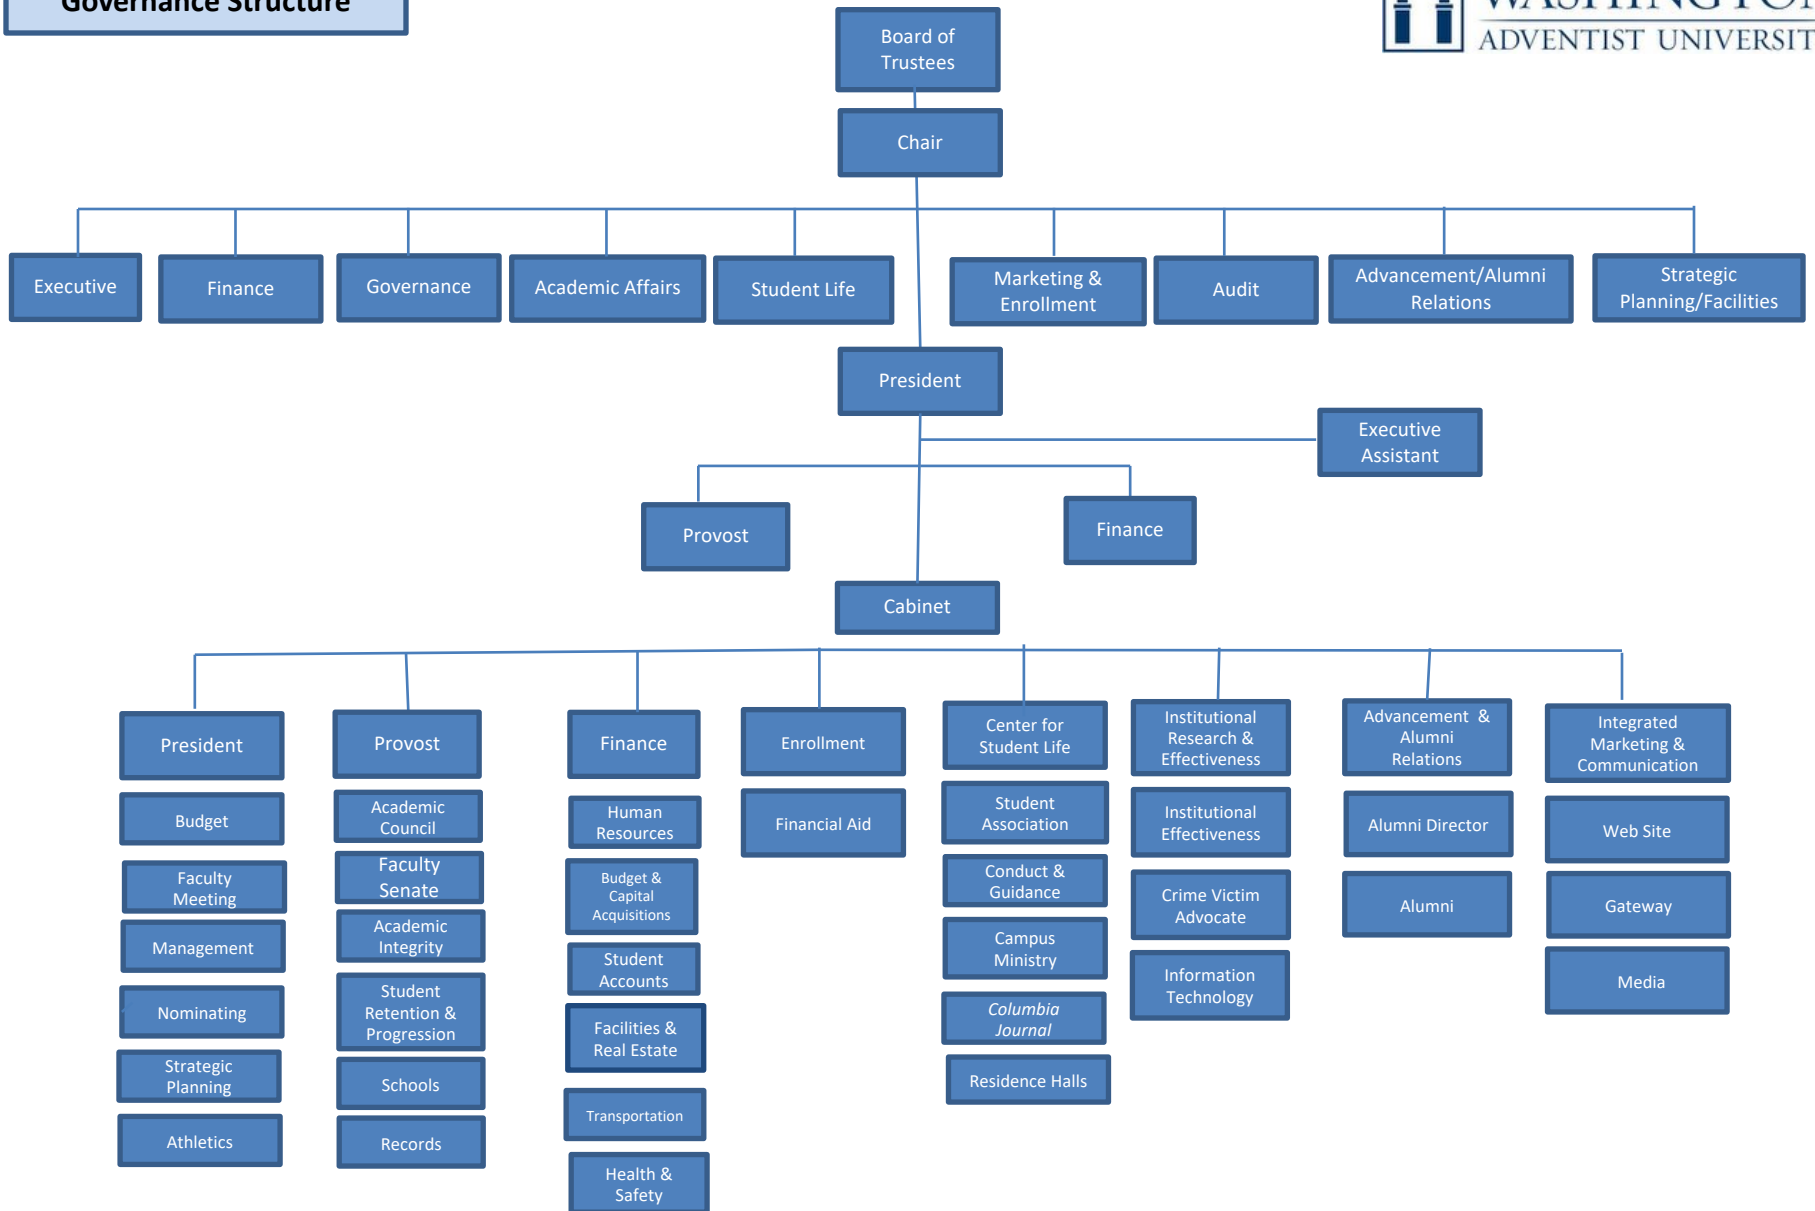 Governance Structure
WASHINGTON
ADVENTIST UNIVERSIT
Board of
Trustees
Chair
Executive
Finance
Governance
Academic Affairs
Student Life
Marketing &
Enrollment
Audit
Advancement/Alumni
Relations
Strategic
Planning/Facilities
President
Executive
Assistant
Provost
Finance
Cabinet
President
Budget
Faculty
Meeting
Management
Nominating
Strategic
Planning
Athletics
Provost
Academic
Council
Faculty
Senate
Academic
Integrity
Student
Retention &
Progression
Schools
Records
Finance
Human
Resources
Budget &
Capital
Acquisitions
Student
Accounts
Facilities &
Real Estate
Transportation
Health &
Safety
Enrollment
Financial Aid
Center for
Student Life
Student
Association
Conduct &
Guidance
Campus
Ministry
Columbia
Journal
Residence Halls
Institutional
Research &
Effectiveness
Institutional
Effectiveness
Crime Victim
Advocate
Information
Technology
Advancement &
Alumni
Relations
Alumni Director
Alumni
Integrated
Marketing &
Communication
Web Site
Gateway
Media